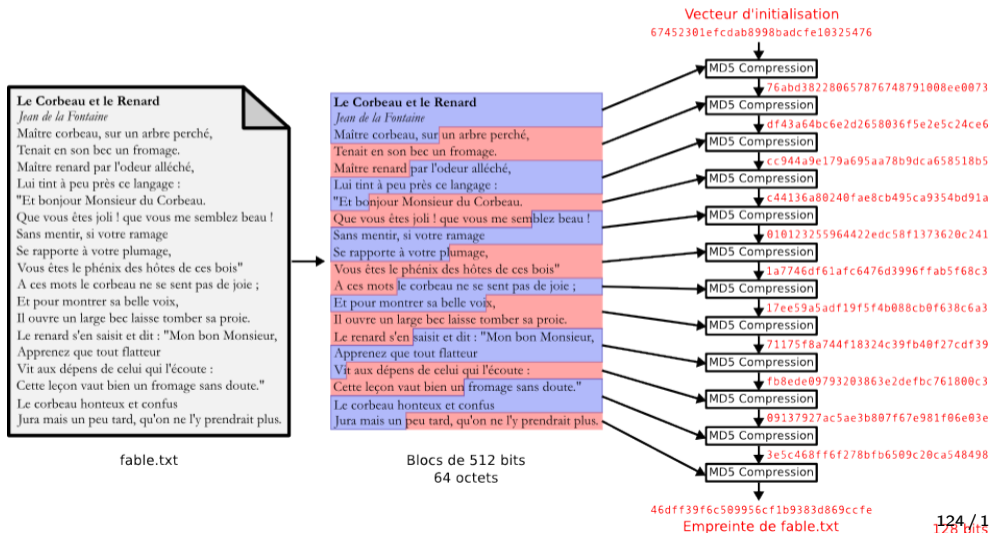 Vecteur d'initialisation
67452301efcdab8998badcfe10325476
Le Corbeau et le Renard
Jean de la Fontaine
Maître corbeau, sur un arbre perché,
Tenait en son bec un fromage.
Maître renard par l'odeur alléché,
Lui tint à peu près ce langage :
"Et bonjour Monsieur du Corbeau.
Que vous êtes joli ! que vous me semblez beau !
Sans mentir, si votre ramage
Se rapporte à votre plumage,
Vous êtes le phénix des hôtes de ces bois"
A ces mots le corbeau ne se sent pas de joie ;
Et pour montrer sa belle voix,
Il ouvre un large bec laisse tomber sa proie.
Le renard s'en saisit et dit : "Mon bon Monsieur,
Apprenez que tout flatteur
Vit aux dépens de celui qui l'écoute :
Cette leçon vaut bien un fromage sans doute."
Le corbeau honteux et confus
Jura mais un peu tard, qu'on ne l'y prendrait plus.
fable.txt
Le Corbeau et le Renard
Jean de la Fontaine
Maître corbeau, sur un arbre perché,
Tenait en son bec un fromage.
Maître renard par l'odeur alléché,
Lui tint à peu près ce langage :
"Et bonjour Monsieur du Corbeau.
Que vous êtes joli ! que vous me semblez beau !
Sans mentir, si votre ramage
Se rapporte à votre plumage,
Vous êtes le phénix des hôtes de ces bois"
A ces mots le corbeau ne se sent pas de joie ;
Et pour montrer sa belle voix,
Il ouvre un large bec laisse tomber sa proie.
Le renard s'en saisit et dit : "Mon bon Monsieur,
Apprenez que tout flatteur
Vit aux dépens de celui qui l'écoute :
Cette leçon vaut bien un fromage sans doute."
Le corbeau honteux et confus
Jura mais un peu tard, qu'on ne l'y prendrait plus.
Blocs de 512 bits
64 octets
MD5 Compression
76abd382280657876748791008ee0073
MD5 Compression
df43a64bc6e2d2658036f5e2e5c24ce6
MD5 Compression
cc944a9e179a695aa78b9dca658518b5
MD5 Compression
c44136a80240fae8cb495ca9354bd91a
MD5 Compression
010123255964422edc58f1373620c241
MD5 Compression
1a7746df61afc6476d3996ffab5f68c3
MD5 Compression
17ee59a5adf19f5f4b088cb0f638c6a3
MD5 Compression
71175f8a744f18324c39fb40f27cdf39
MD5 Compression
fb8ede09793203863e2defbc761800c3
MD5 Compression
09137927ac5ae3b807f67e981f06e03e
MD5 Compression
3e5c468ff6f278bfb6509c20ca548498
MD5 Compression
46dff39f6c509956cf1b9383d869ccfe
Empreinte de fable.txt
124 / 1
128 bits